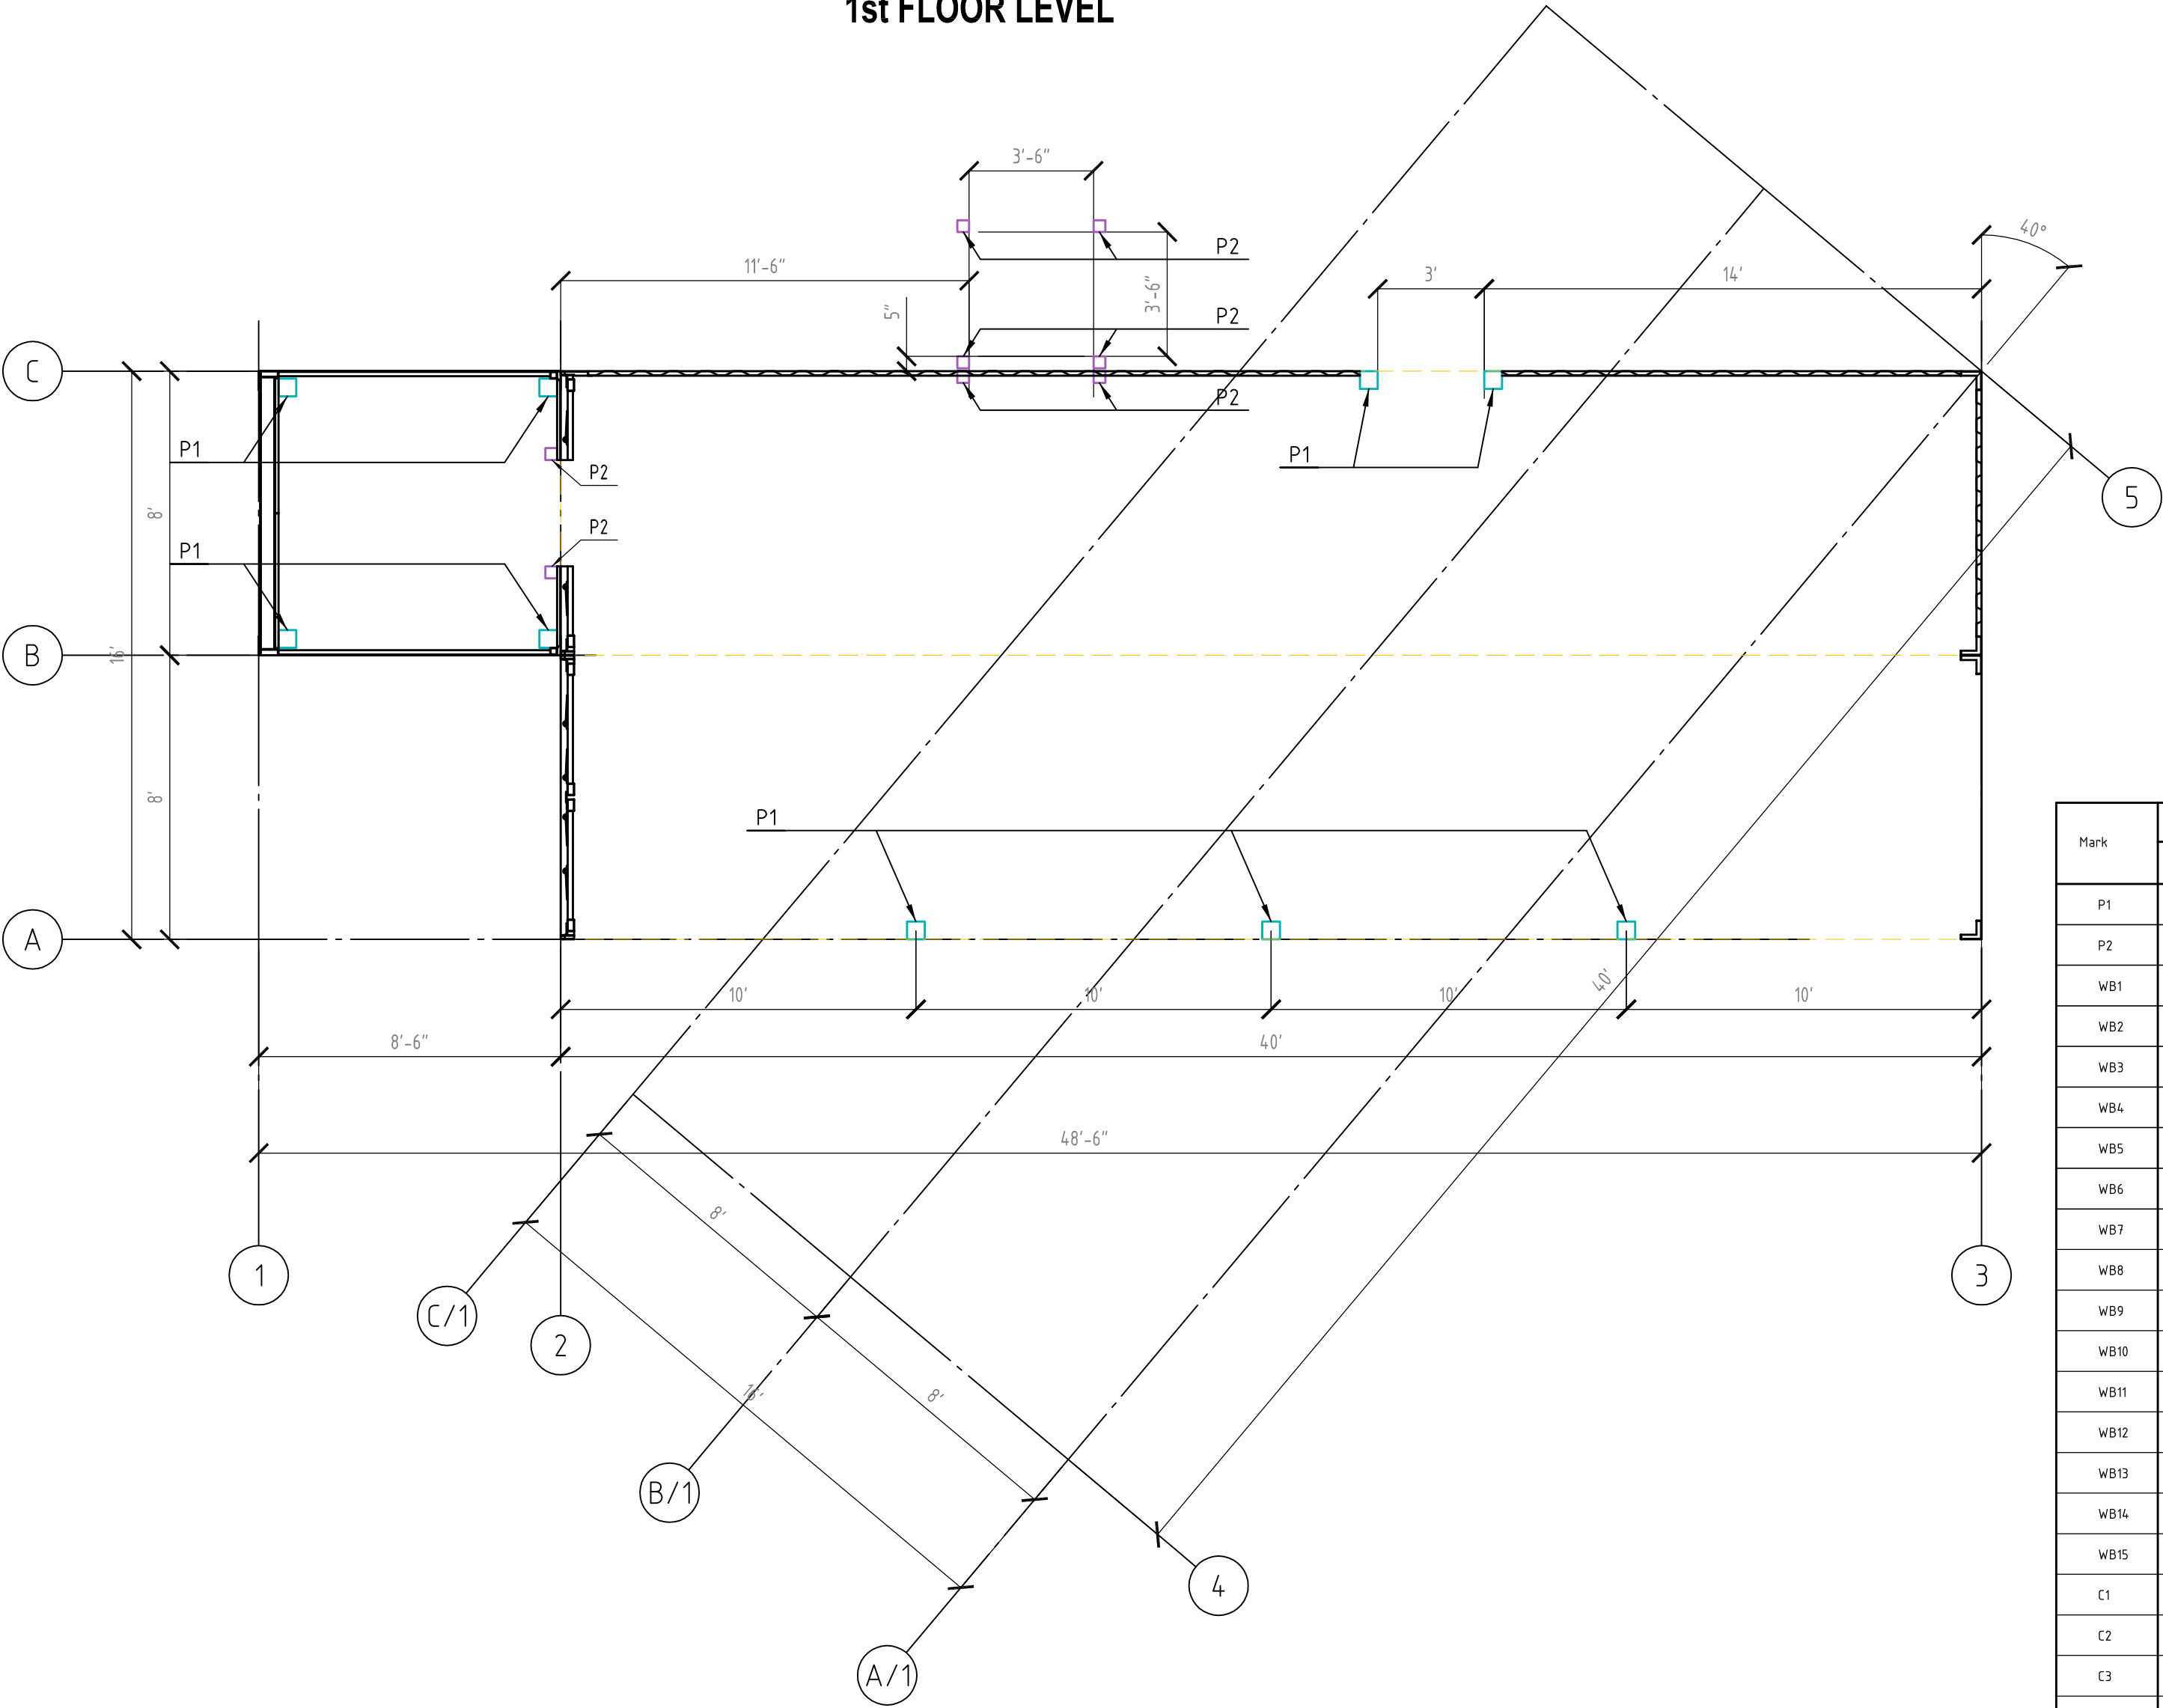 1st FLOOR LEVEL
3'-6"
40°
P2
11'-6"
3'
14'
3'-6"
5"
P2
C
P2
P1
P1
P2
5
8'
P2
P1
B
16'
8'
P1
Mark
P1
A
P2
40'
10'
10'
10'
10'
WB1
WB2
8'-6"
40'
WB3
WB4
48'-6"
WB5
WB6
8'
WB7
1
3
WB8
C/1
WB9
2
WB10
16'
8'
WB11
WB12
B/1
WB13
WB14
WB15
4
C1
C2
A/1
C3